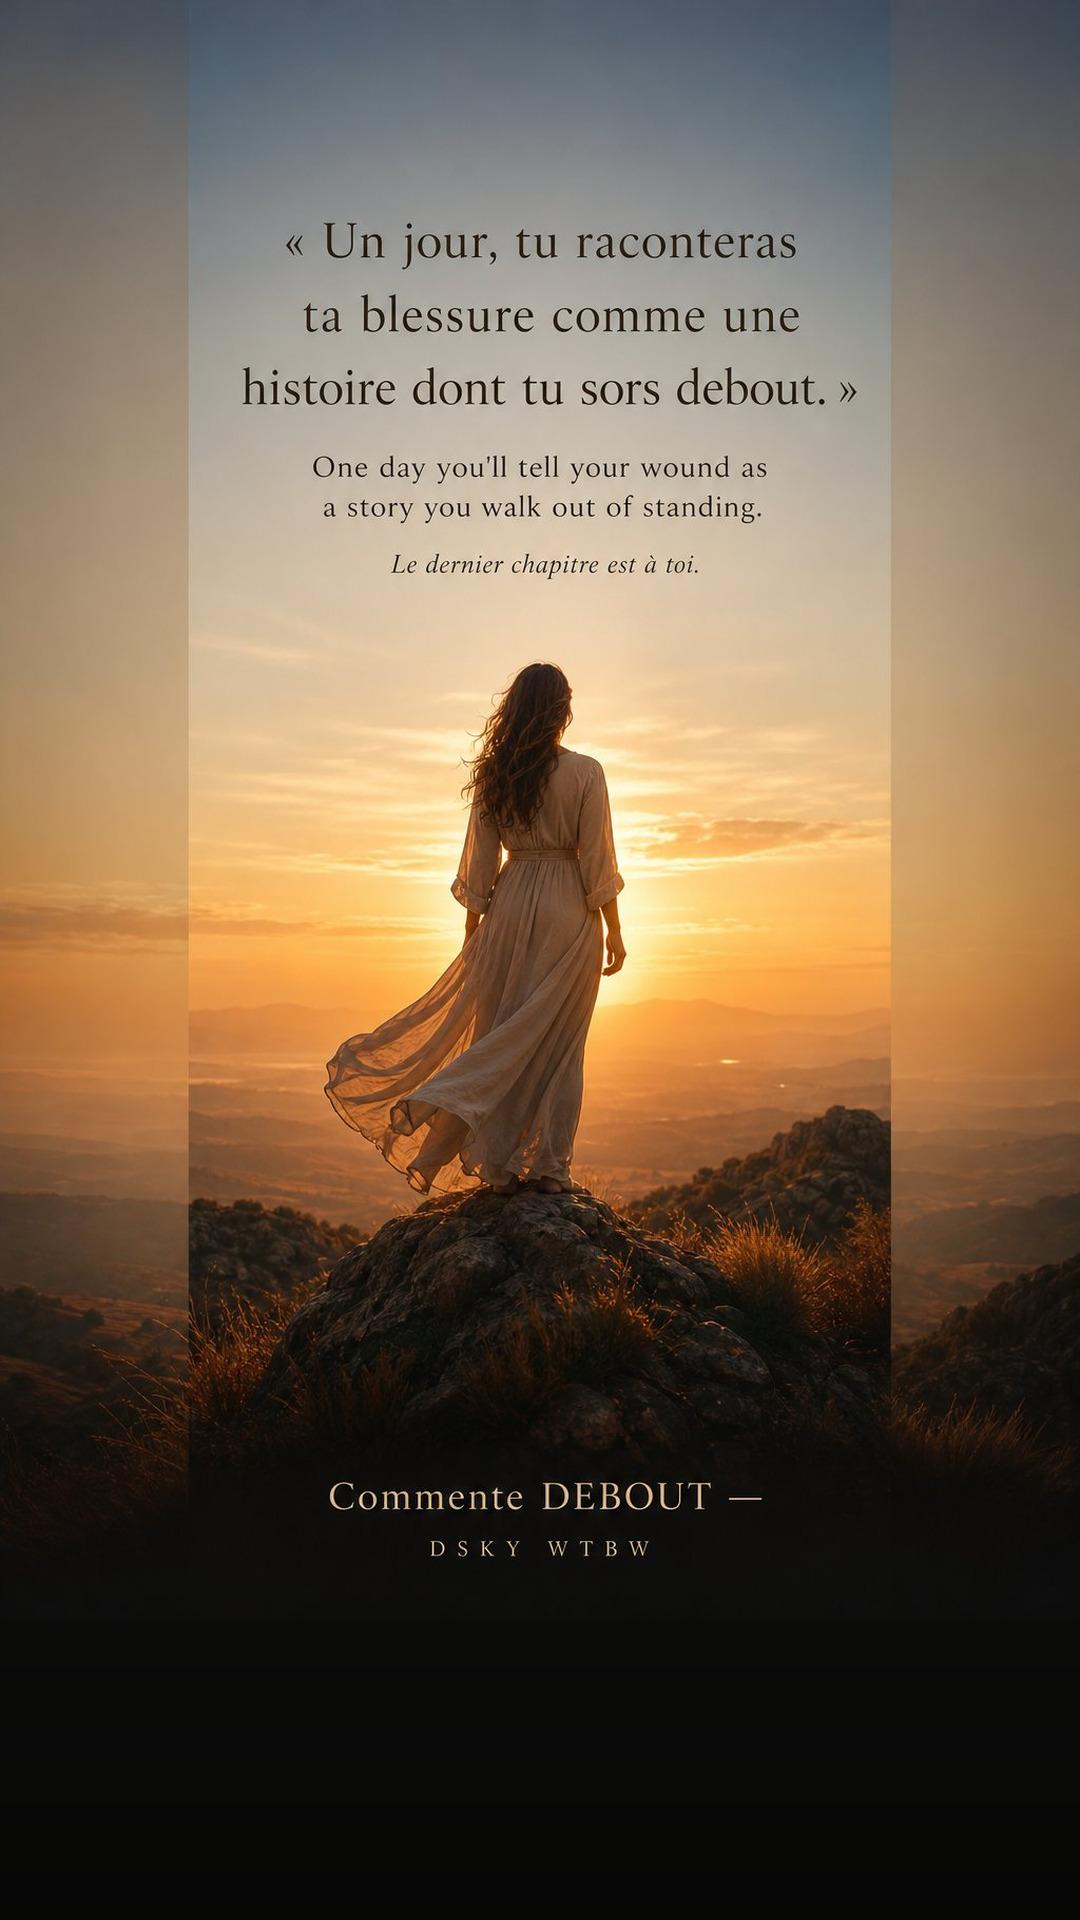 « Un jour, tu raconteras
ta blessure comme une
histoire dont tu sors debout. »
One day you'll tell your wound as
a story you walk out of standing.
Le dernier chapitre est à toi.
Commente DEBOUT —
DSKY WTBW